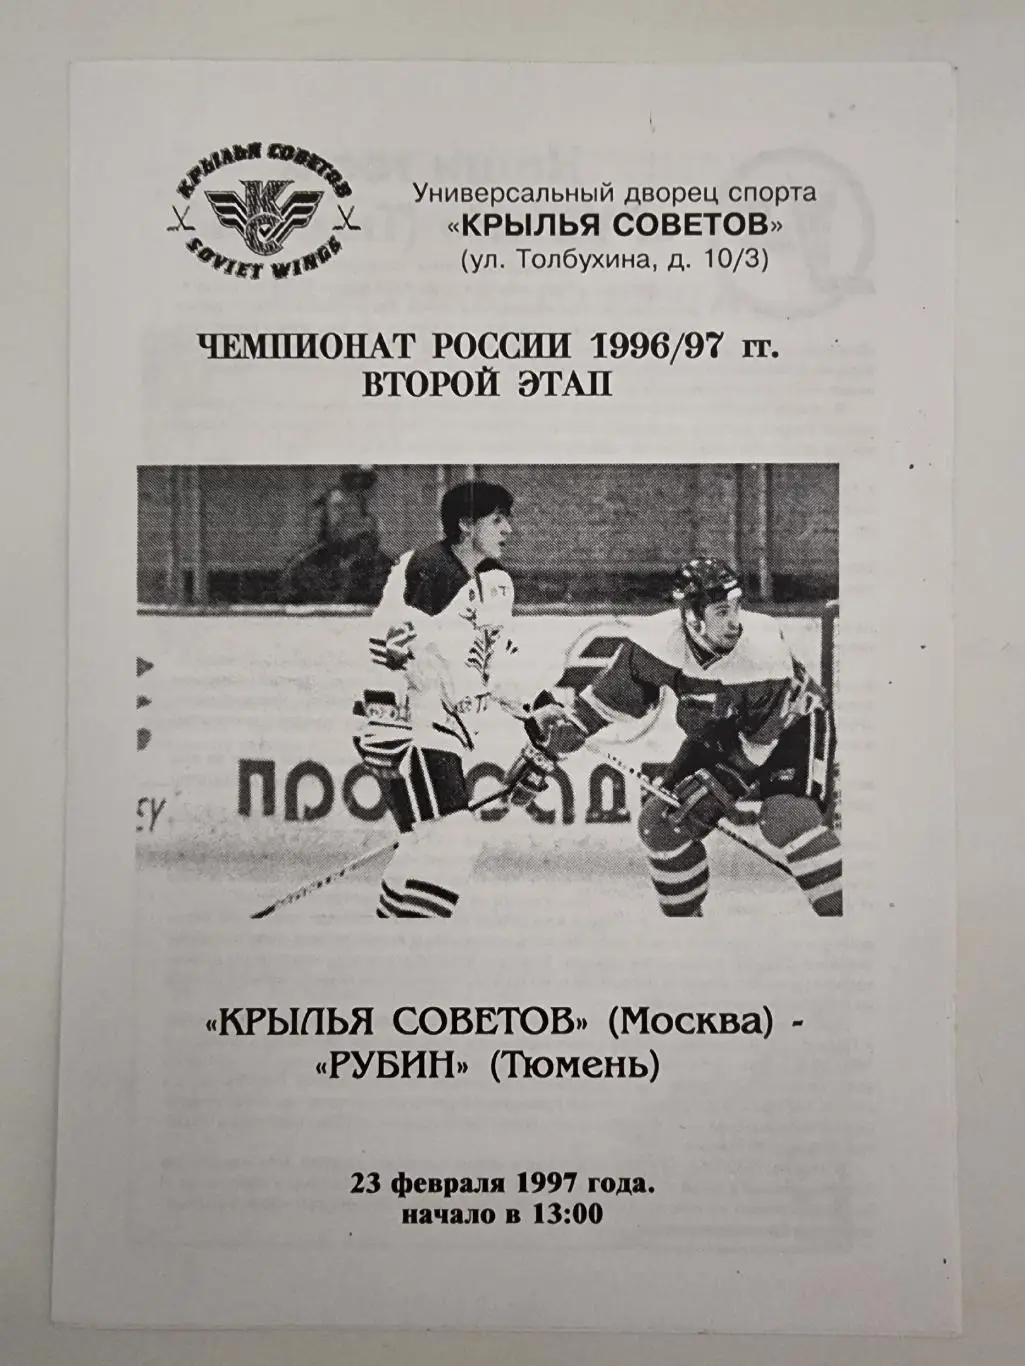 КРЫЛЬЯ СОВЕТОВ
SOVIET WINGS
Универсальный дворец спорта
«КРЫЛЬЯ СОВЕТОВ»
(ул. Толбухина, д. 10/3)
ЧЕМПИОНАТ РОССИИ 1996/97 гг.
ВТОРОЙ ЭТАП
«КРЫЛЬЯ СОВЕТОВ» (Москва) -
«РУБИН» (Тюмень)
23 февраля 1997 года.
начало в 13:00